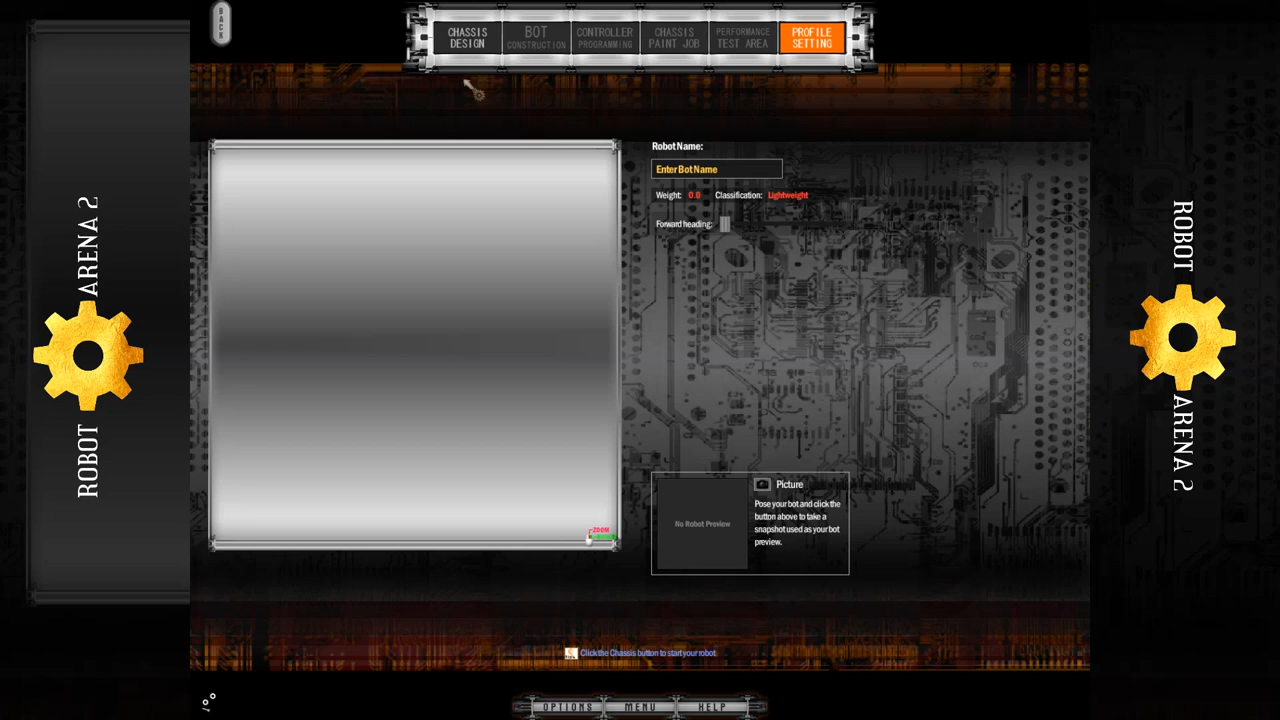 BACK
CHASSIS
DESIGN
BOT
CONSTRUCTION
CONTROLLER
PROGRAMMING
CHASSIS
PAINT JOB
PERFORMANCE
TEST AREA
PROFILE
SETTING
ROBOT ARENA 2
Robot Name:
Enter Bot Name
Weight: 0.0 Classification: Lightweight
Forward heading:
ZOOM
No Robot Preview
Picture
Pose your bot and click the
button above to take a
snapshot used as your bot
preview.
Click the Chassis button to start your robot
OPTIONS MENU HELP
ROBOT ARENA 2